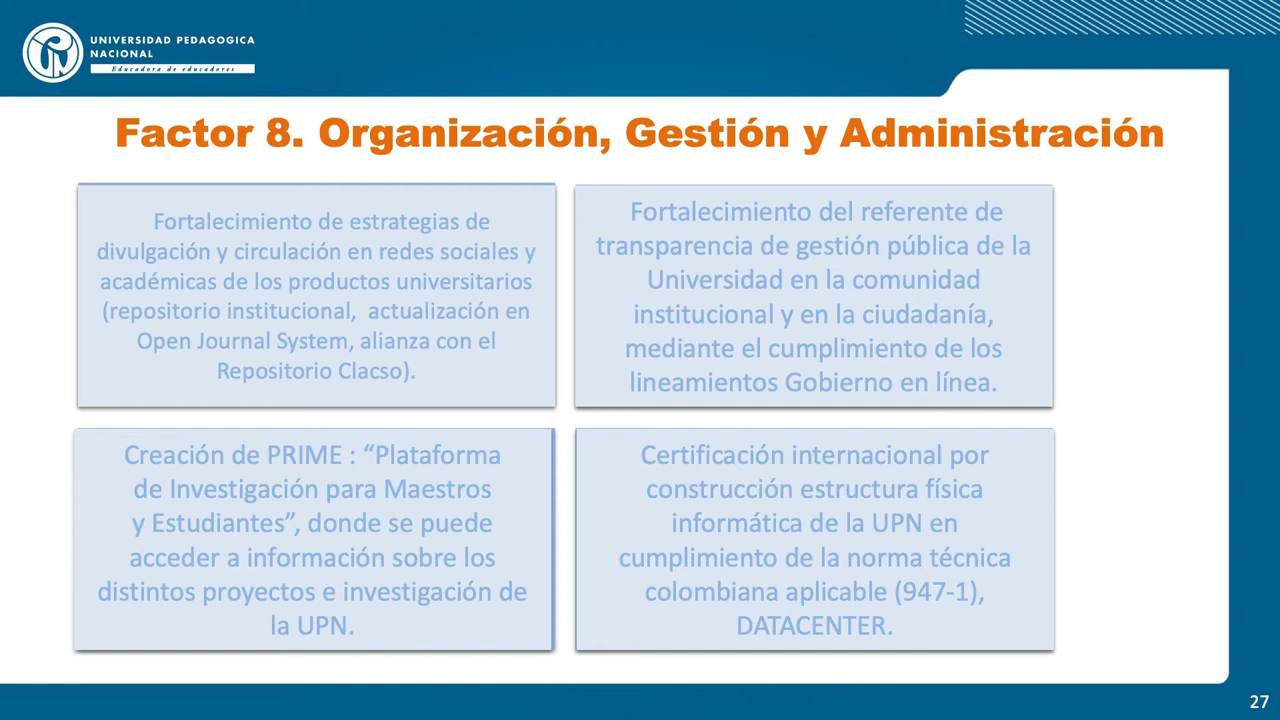 UNIVERSIDAD PEDAGOGICA
NACIONAL
Educadora de educadores
Factor 8. Organización, Gestión y Administración
Fortalecimiento de estrategias de
divulgación y circulación en redes sociales y
académicas de los productos universitarios
(repositorio institucional, actualización en
Open Journal System, alianza con el
Repositorio Clacso).
Fortalecimiento del referente de
transparencia de gestión pública de la
Universidad en la comunidad
institucional y en la ciudadanía,
mediante el cumplimiento de los
lineamientos Gobierno en línea.
Creación de PRIME : “Plataforma
de Investigación para Maestros
y Estudiantes”, donde se puede
acceder a información sobre los
distintos proyectos e investigación de
la UPN.
Certificación internacional por
construcción estructura física
informática de la UPN en
cumplimiento de la norma técnica
colombiana aplicable (947-1),
DATACENTER.
27